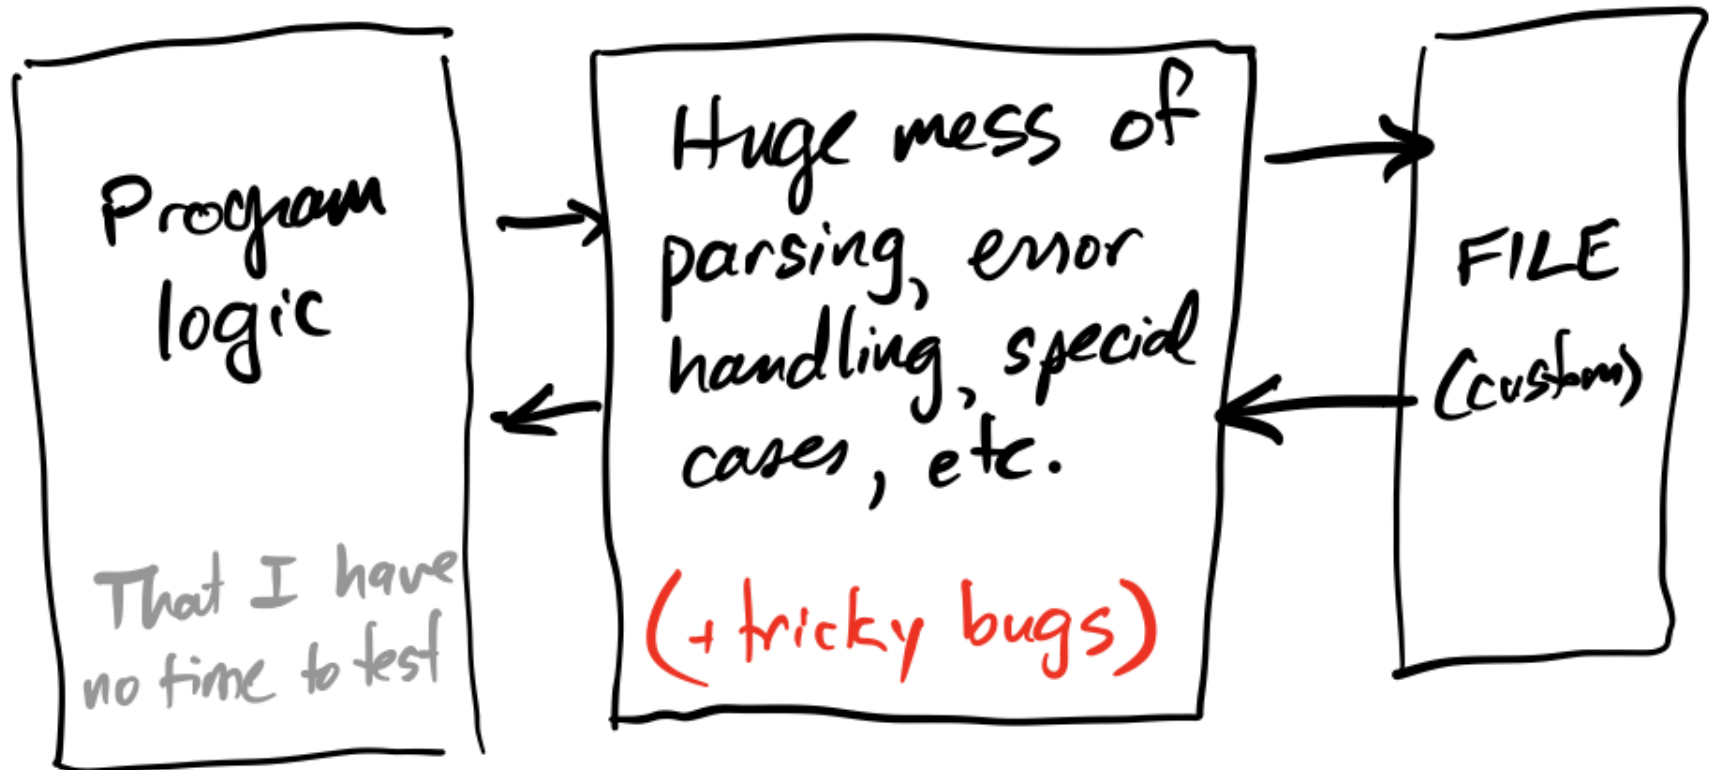 Program
logic
That I have
no time to test
Huge mess of
parsing, error
handling, special
cases, etc.
(+ tricky bugs)
FILE
(custom)